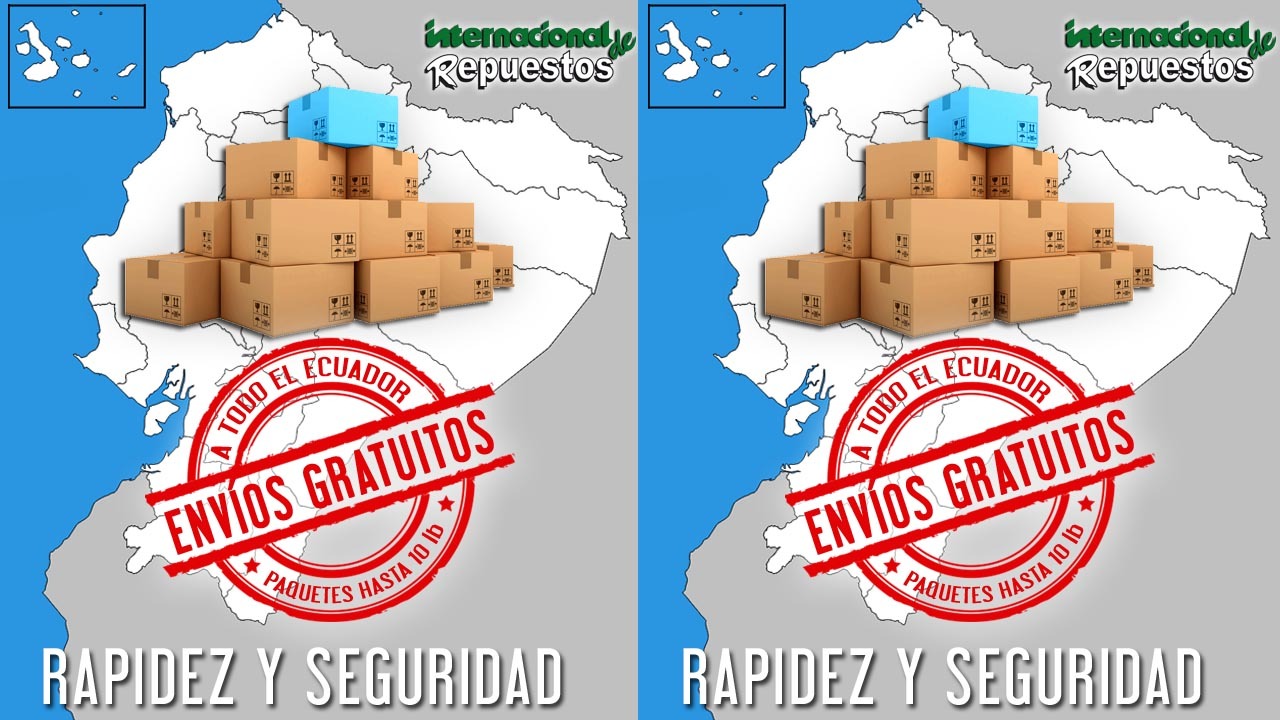 internacional de
Repuestos
A TODO EL ECUADOR
ENVÍOS GRATUITOS
PAQUETES HASTA 10 lb
RAPIDEZ Y SEGURIDAD
internacional de
Repuestos
A TODO EL ECUADOR
ENVÍOS GRATUITOS
PAQUETES HASTA 10 lb
RAPIDEZ Y SEGURIDAD